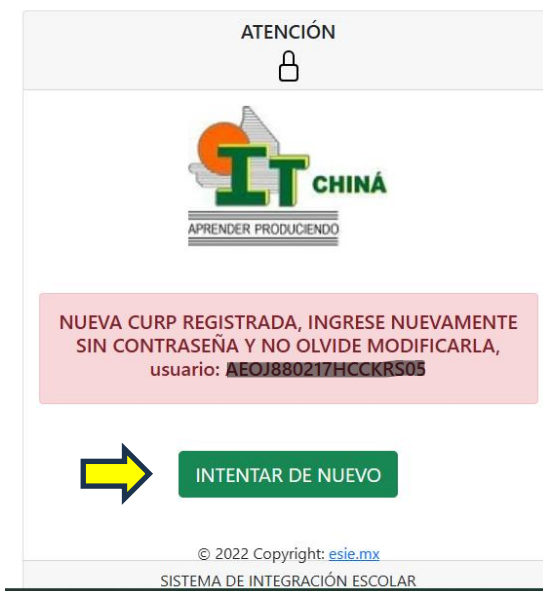 ATENCIÓN
IT CHINÁ
APRENDER PRODUCIENDO
NUEVA CURP REGISTRADA, INGRESE NUEVAMENTE
SIN CONTRASEÑA Y NO OLVIDE MODIFICARLA,
usuario:
INTENTAR DE NUEVO
© 2022 Copyright: esie.mx
SISTEMA DE INTEGRACIÓN ESCOLAR